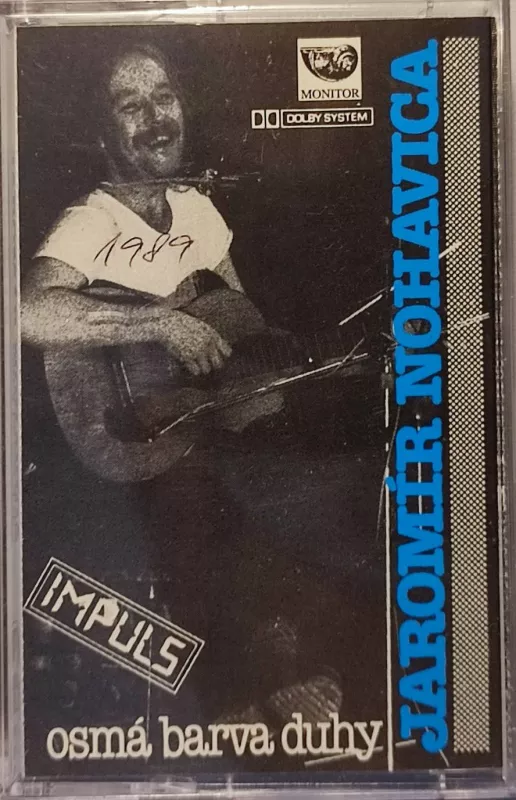 MONITOR
DOLBY SYSTEM
JAROMÍR NOHAVICA
1989
IMPULS
osmá barva duhy